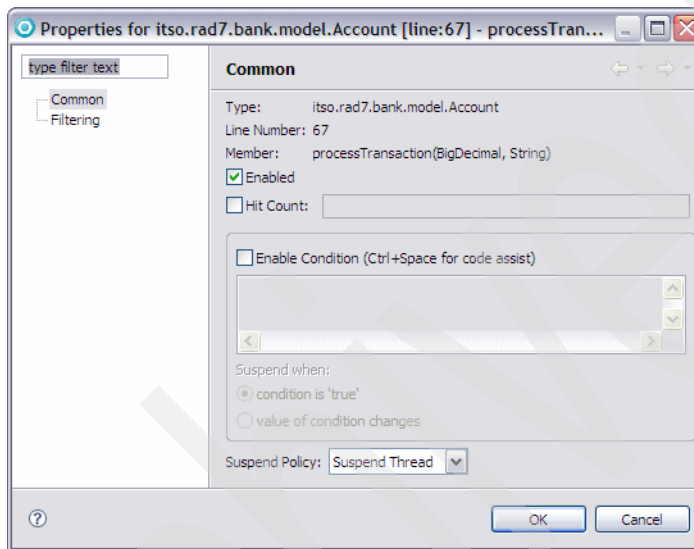 Properties for itso.rad7.bank.model.Account [line:67] - processTran...
type filter text
Common
Filtering
Common
Type: itso.rad7.bank.model.Account
Line Number: 67
Member: processTransaction(BigDecimal, String)
Enabled
Hit Count:
Enable Condition (Ctrl+Space for code assist)
Suspend when:
condition is 'true'
value of condition changes
Suspend Policy: Suspend Thread
OK Cancel